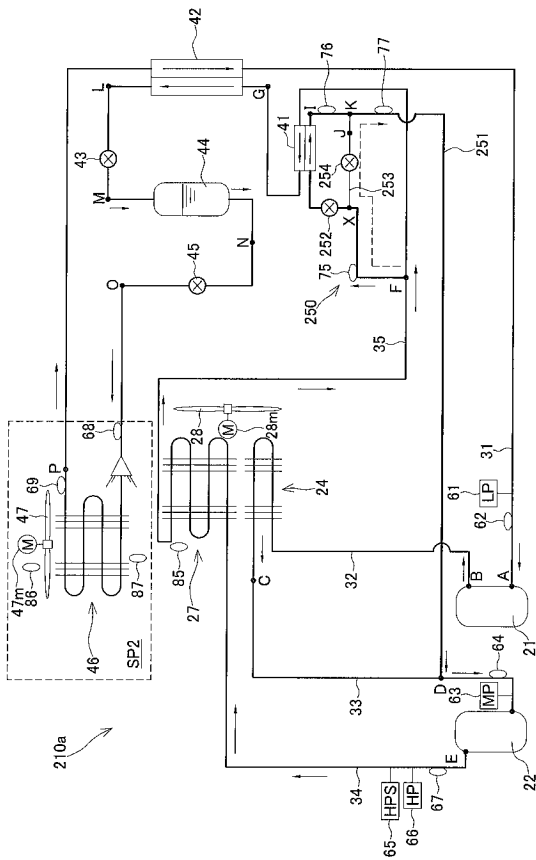 42
L
43
G
M
44
76
I
77
41
K
J
254
45
N
252
X
253
251
O
75
F
250
35
68
28
M
28m
P
69
47
24
61
LP
62
31
M
47m
86
85
C
32
B
A
87
27
46
21
SP2
64
D
63
MP
33
E
22
210a
34
HPS
HP
67
65
66